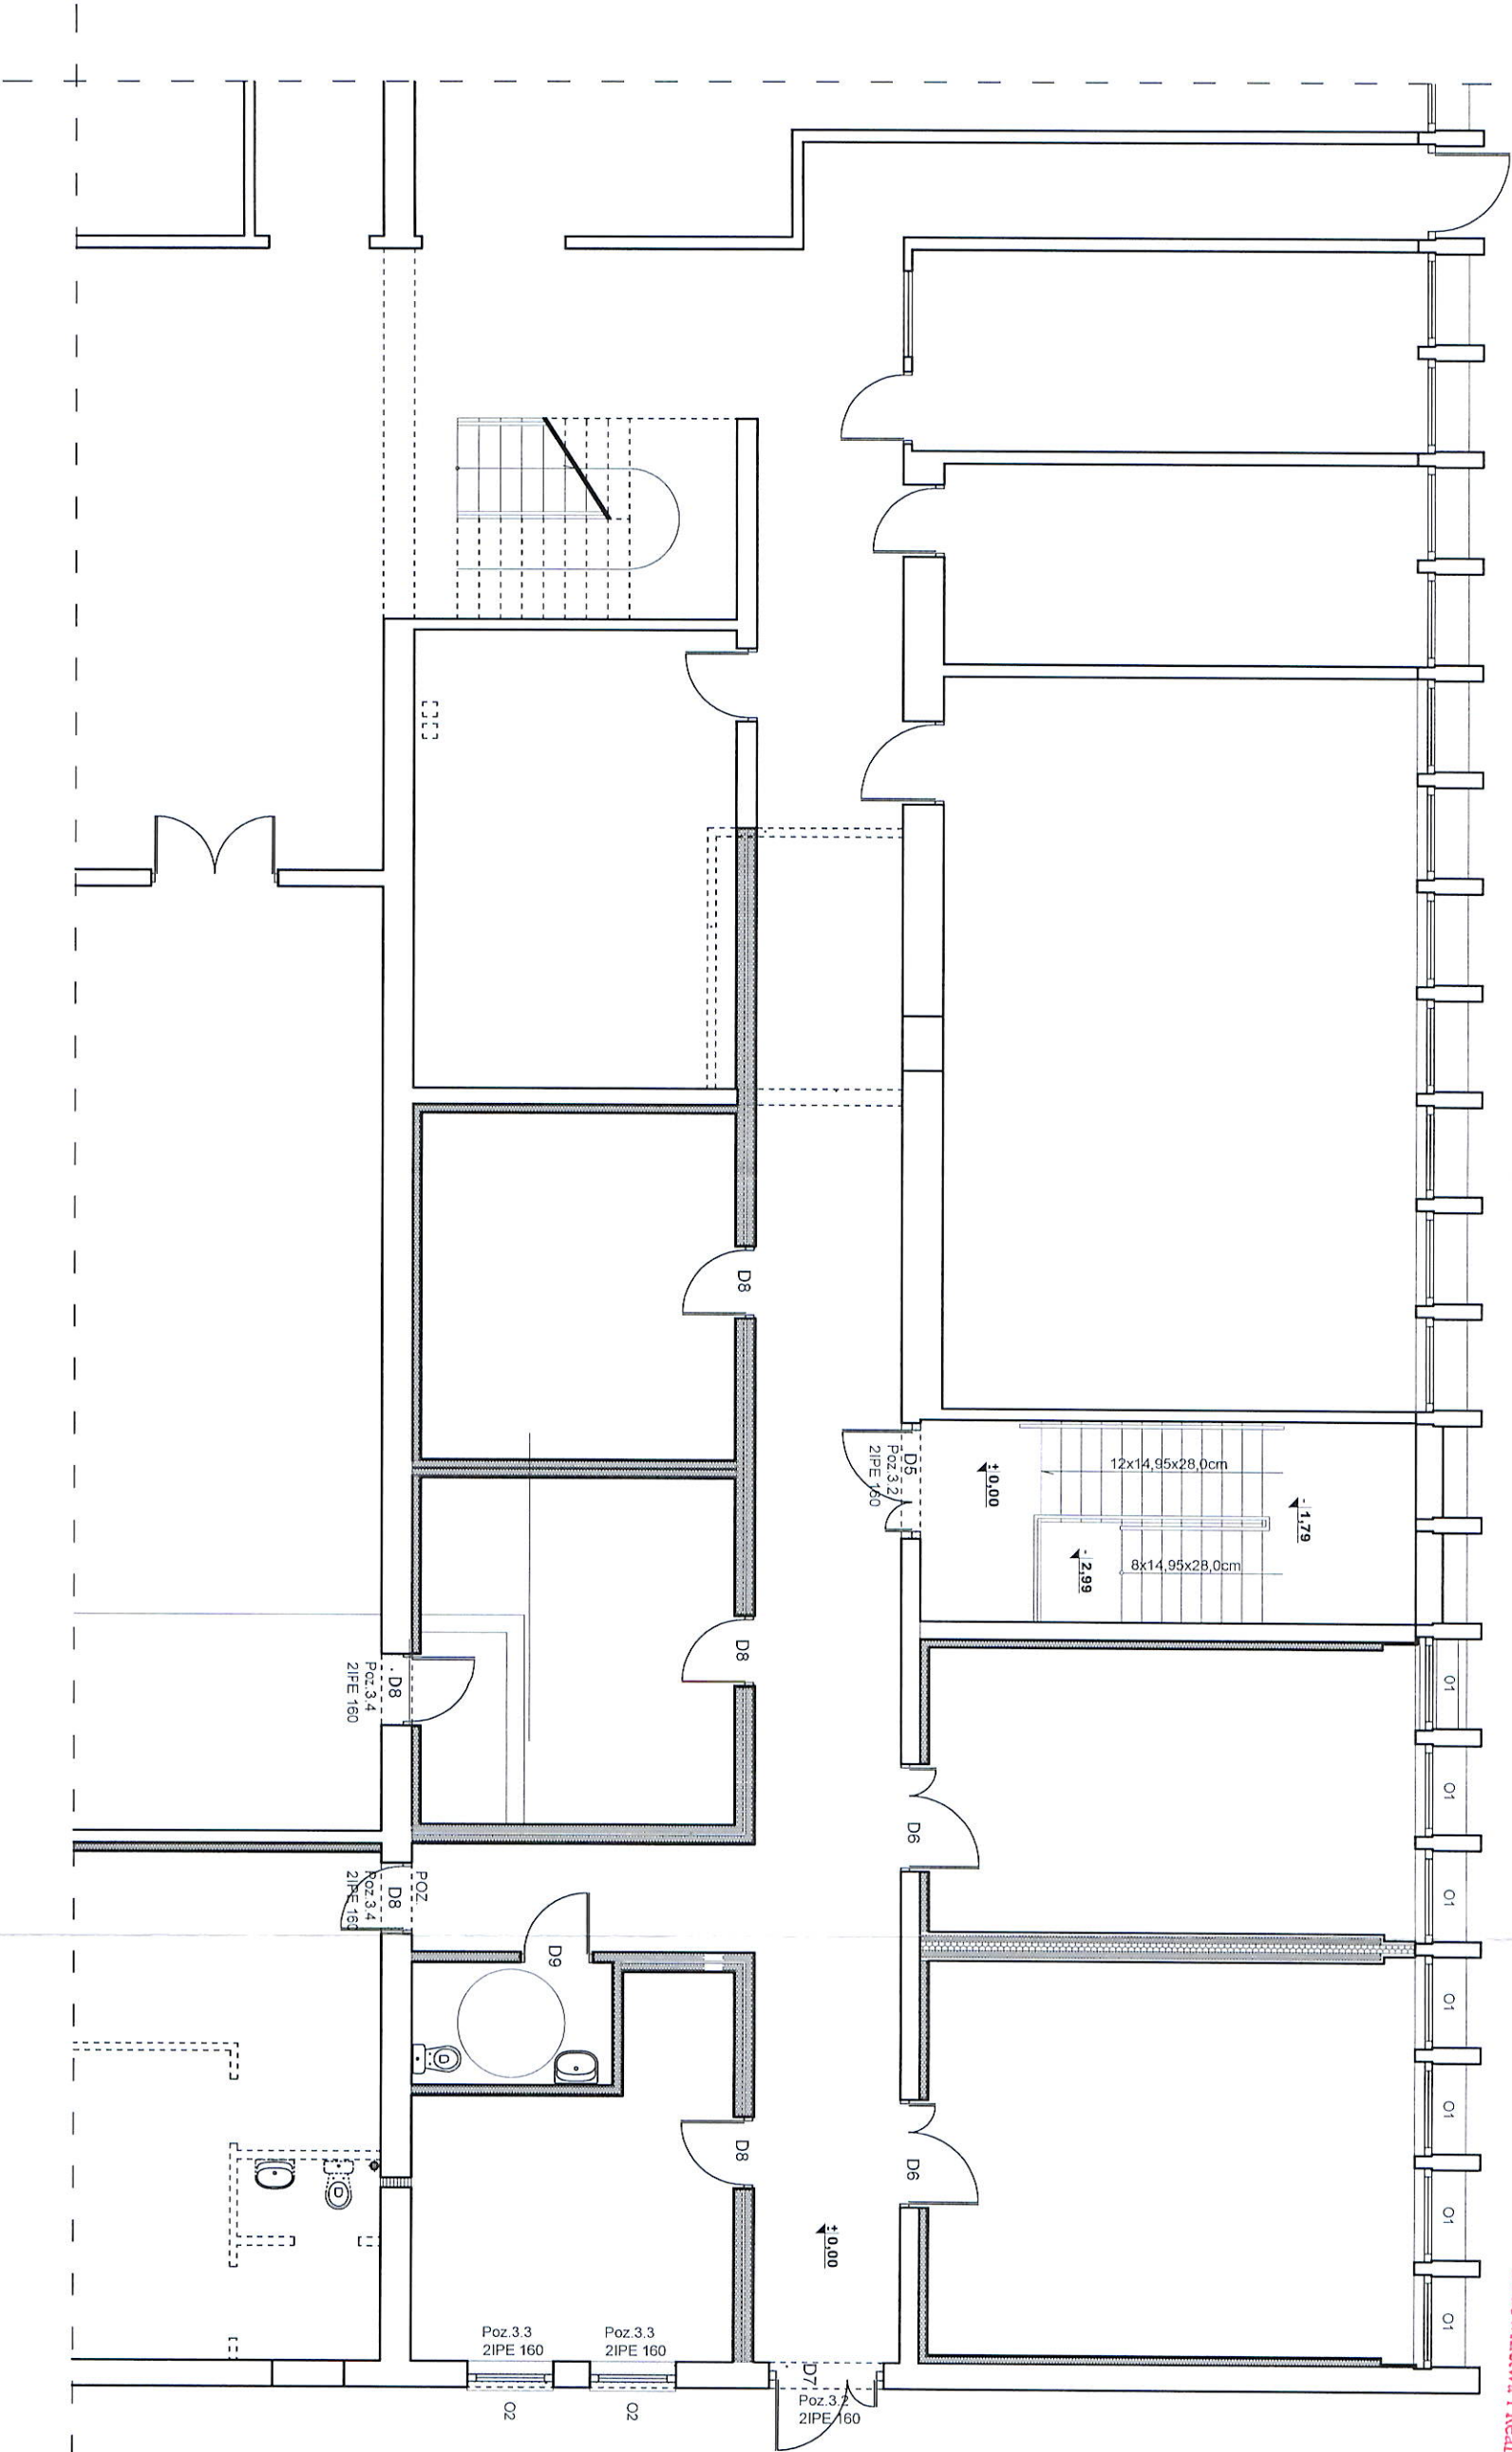 D8
D5
Poz.3.2
2IPE 160
±0,00
12x14,95x28,0cm
-1,79
8x14,95x28,0cm
-2,99
D8
D8
Poz.3.4
2IPE 160
O1
O1
O1
D6
POZ.
D8
Poz.3.4
2IPE 160
D9
O1
O1
O1
O1
D8
D6
±0,00
Poz.3.3
2IPE 160
Poz.3.3
2IPE 160
O2
O2
D7
Poz.3.2
2IPE 160